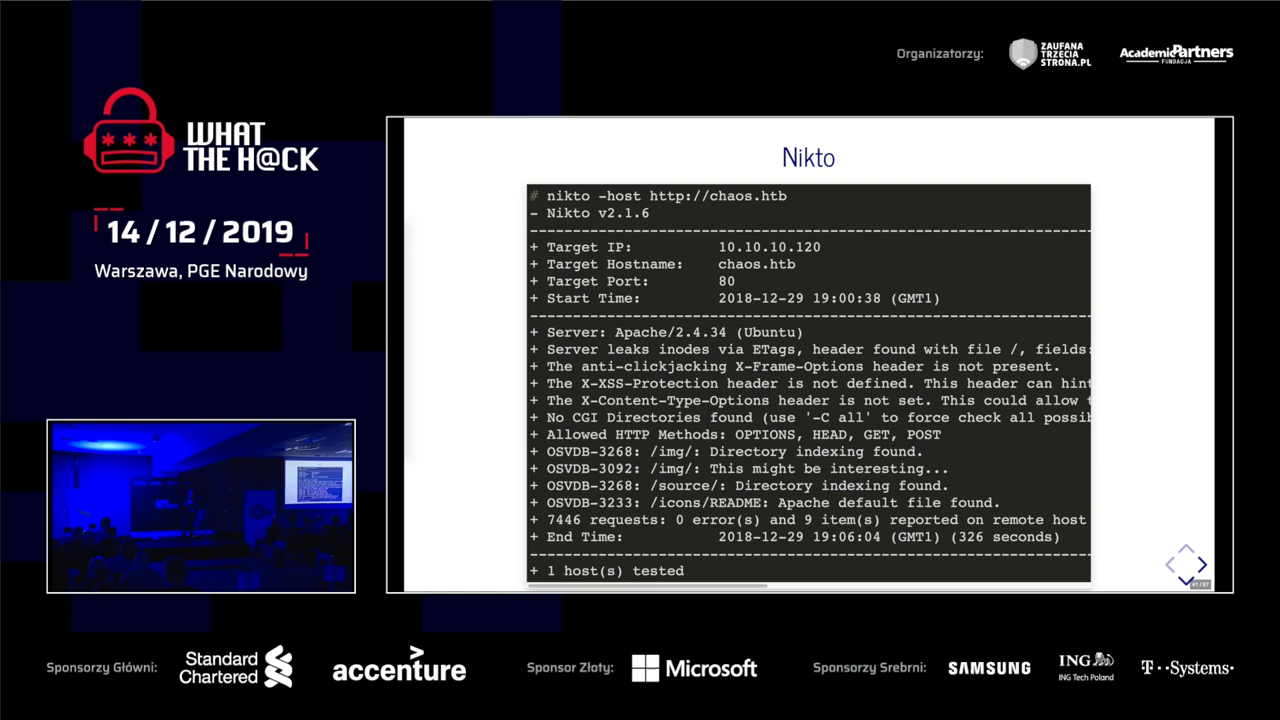 Organizatorzy:
ZAUFANA
TRZECIA
STRONA.PL
AcademicPartners
FUNDACJA
WHAT
THE H@CK
14 / 12 / 2019
Warszawa, PGE Narodowy
Nikto
# nikto -host http://chaos.htb
- Nikto v2.1.6
---------------------------------------------------------------------------
+ Target IP:          10.10.10.120
+ Target Hostname:    chaos.htb
+ Target Port:        80
+ Start Time:         2018-12-29 19:00:38 (GMT1)
---------------------------------------------------------------------------
+ Server: Apache/2.4.34 (Ubuntu)
+ Server leaks inodes via ETags, header found with file /, fields:
+ The anti-clickjacking X-Frame-Options header is not present.
+ The X-XSS-Protection header is not defined. This header can hint
+ The X-Content-Type-Options header is not set. This could allow t
+ No CGI Directories found (use '-C all' to force check all possib
+ Allowed HTTP Methods: OPTIONS, HEAD, GET, POST
+ OSVDB-3268: /img/: Directory indexing found.
+ OSVDB-3092: /img/: This might be interesting...
+ OSVDB-3268: /source/: Directory indexing found.
+ OSVDB-3233: /icons/README: Apache default file found.
+ 7446 requests: 0 error(s) and 9 item(s) reported on remote host
+ End Time:           2018-12-29 19:06:04 (GMT1) (326 seconds)
---------------------------------------------------------------------------
+ 1 host(s) tested
41 / 67
Sponsorzy Główni:
Standard
Chartered
accenture
Sponsor Złoty:
Microsoft
Sponsorzy Srebrni:
SAMSUNG
ING
ING Tech Poland
T··Systems·